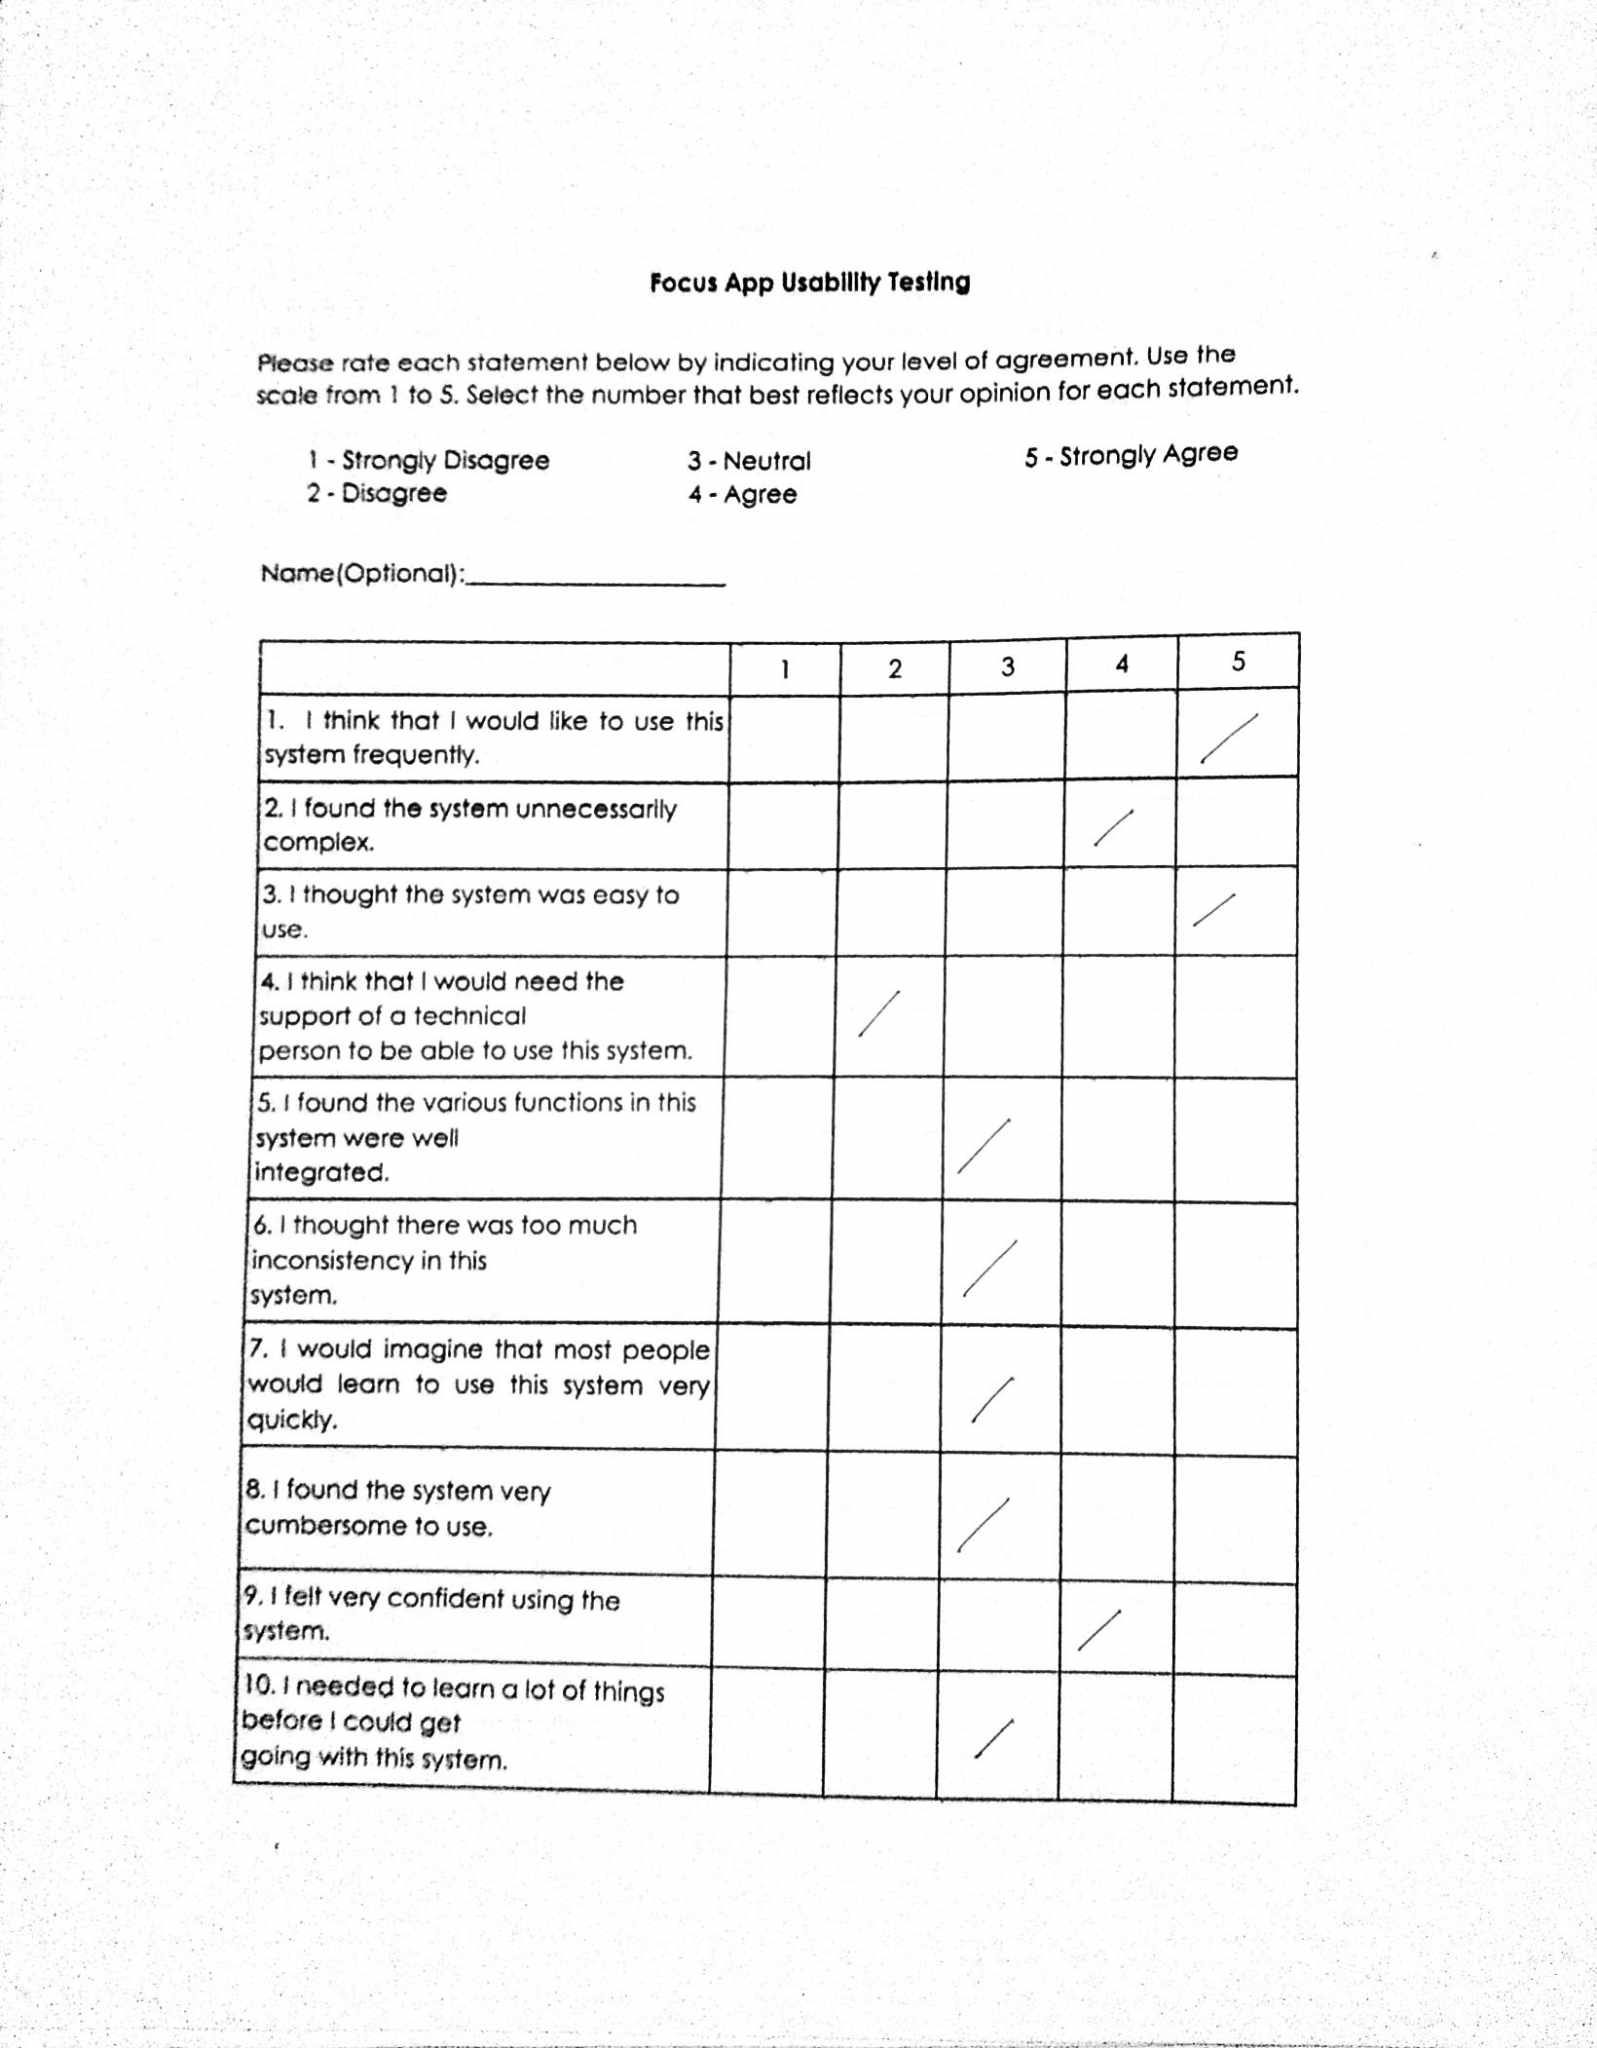 Focus App Usability Testing
Please rate each statement below by indicating your level of agreement. Use the
scale from 1 to 5. Select the number that best reflects your opinion for each statement.
1 - Strongly Disagree 3 - Neutral 5 - Strongly Agree
2 - Disagree 4 - Agree
Name(Optional):
1 2 3 4 5
1. I think that I would like to use this
system frequently. /
2. I found the system unnecessarily
complex. /
3. I thought the system was easy to
use. /
4. I think that I would need the
support of a technical /
person to be able to use this system.
5. I found the various functions in this
system were well /
integrated.
6. I thought there was too much
inconsistency in this /
system.
7. I would imagine that most people
would learn to use this system very /
quickly.
8. I found the system very
cumbersome to use. /
9. I felt very confident using the
system. /
10. I needed to learn a lot of things
before I could get /
going with this system.